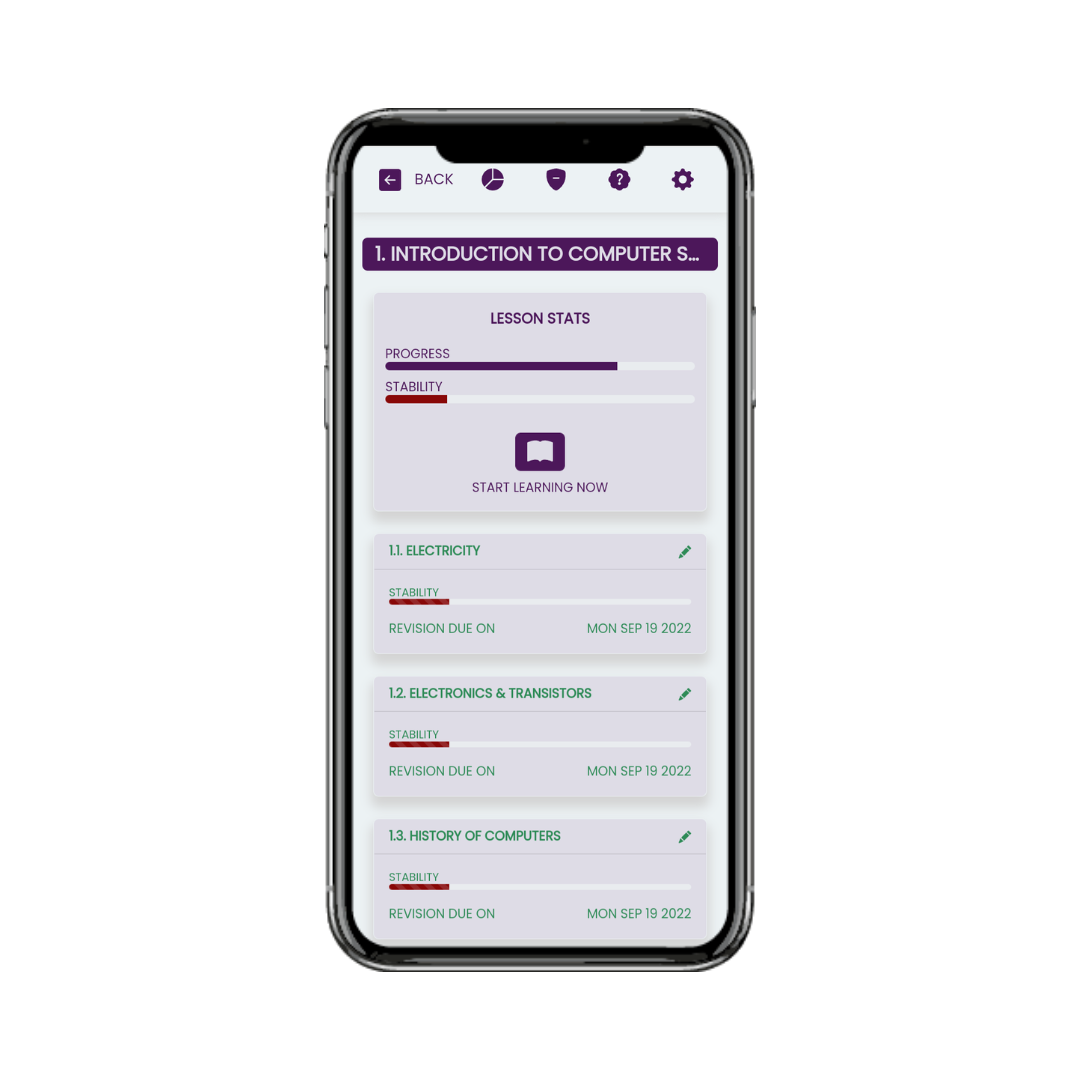 BACK
1. INTRODUCTION TO COMPUTER S...
LESSON STATS
PROGRESS
STABILITY
START LEARNING NOW
1.1. ELECTRICITY
STABILITY
REVISION DUE ON MON SEP 19 2022
1.2. ELECTRONICS & TRANSISTORS
STABILITY
REVISION DUE ON MON SEP 19 2022
1.3. HISTORY OF COMPUTERS
STABILITY
REVISION DUE ON MON SEP 19 2022